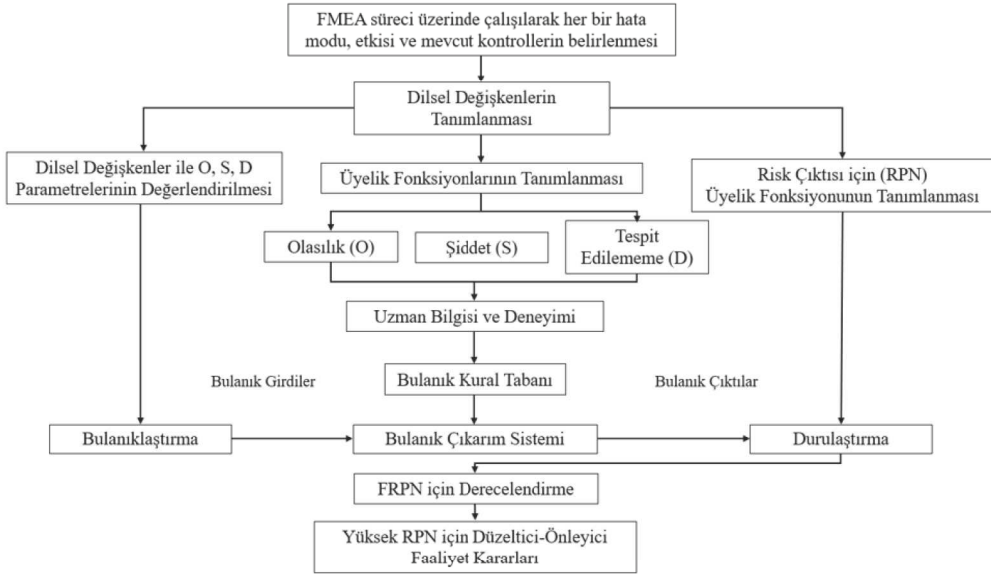 FMEA süreci üzerinde çalışılarak her bir hata
modu, etkisi ve mevcut kontrollerin belirlenmesi
Dilsel Değişkenlerin
Tanımlanması
Dilsel Değişkenler ile O, S, D
Parametrelerinin Değerlendirilmesi
Üyelik Fonksiyonlarının Tanımlanması
Risk Çıktısı için (RPN)
Üyelik Fonksiyonunun Tanımlanması
Olasılık (O)
Şiddet (S)
Tespit
Edilememe (D)
Uzman Bilgisi ve Deneyimi
Bulanık Girdiler
Bulanık Kural Tabanı
Bulanık Çıktılar
Bulanıklaştırma
Bulanık Çıkarım Sistemi
Durulaştırma
FRPN için Derecelendirme
Yüksek RPN için Düzeltici-Önleyici
Faaliyet Kararları